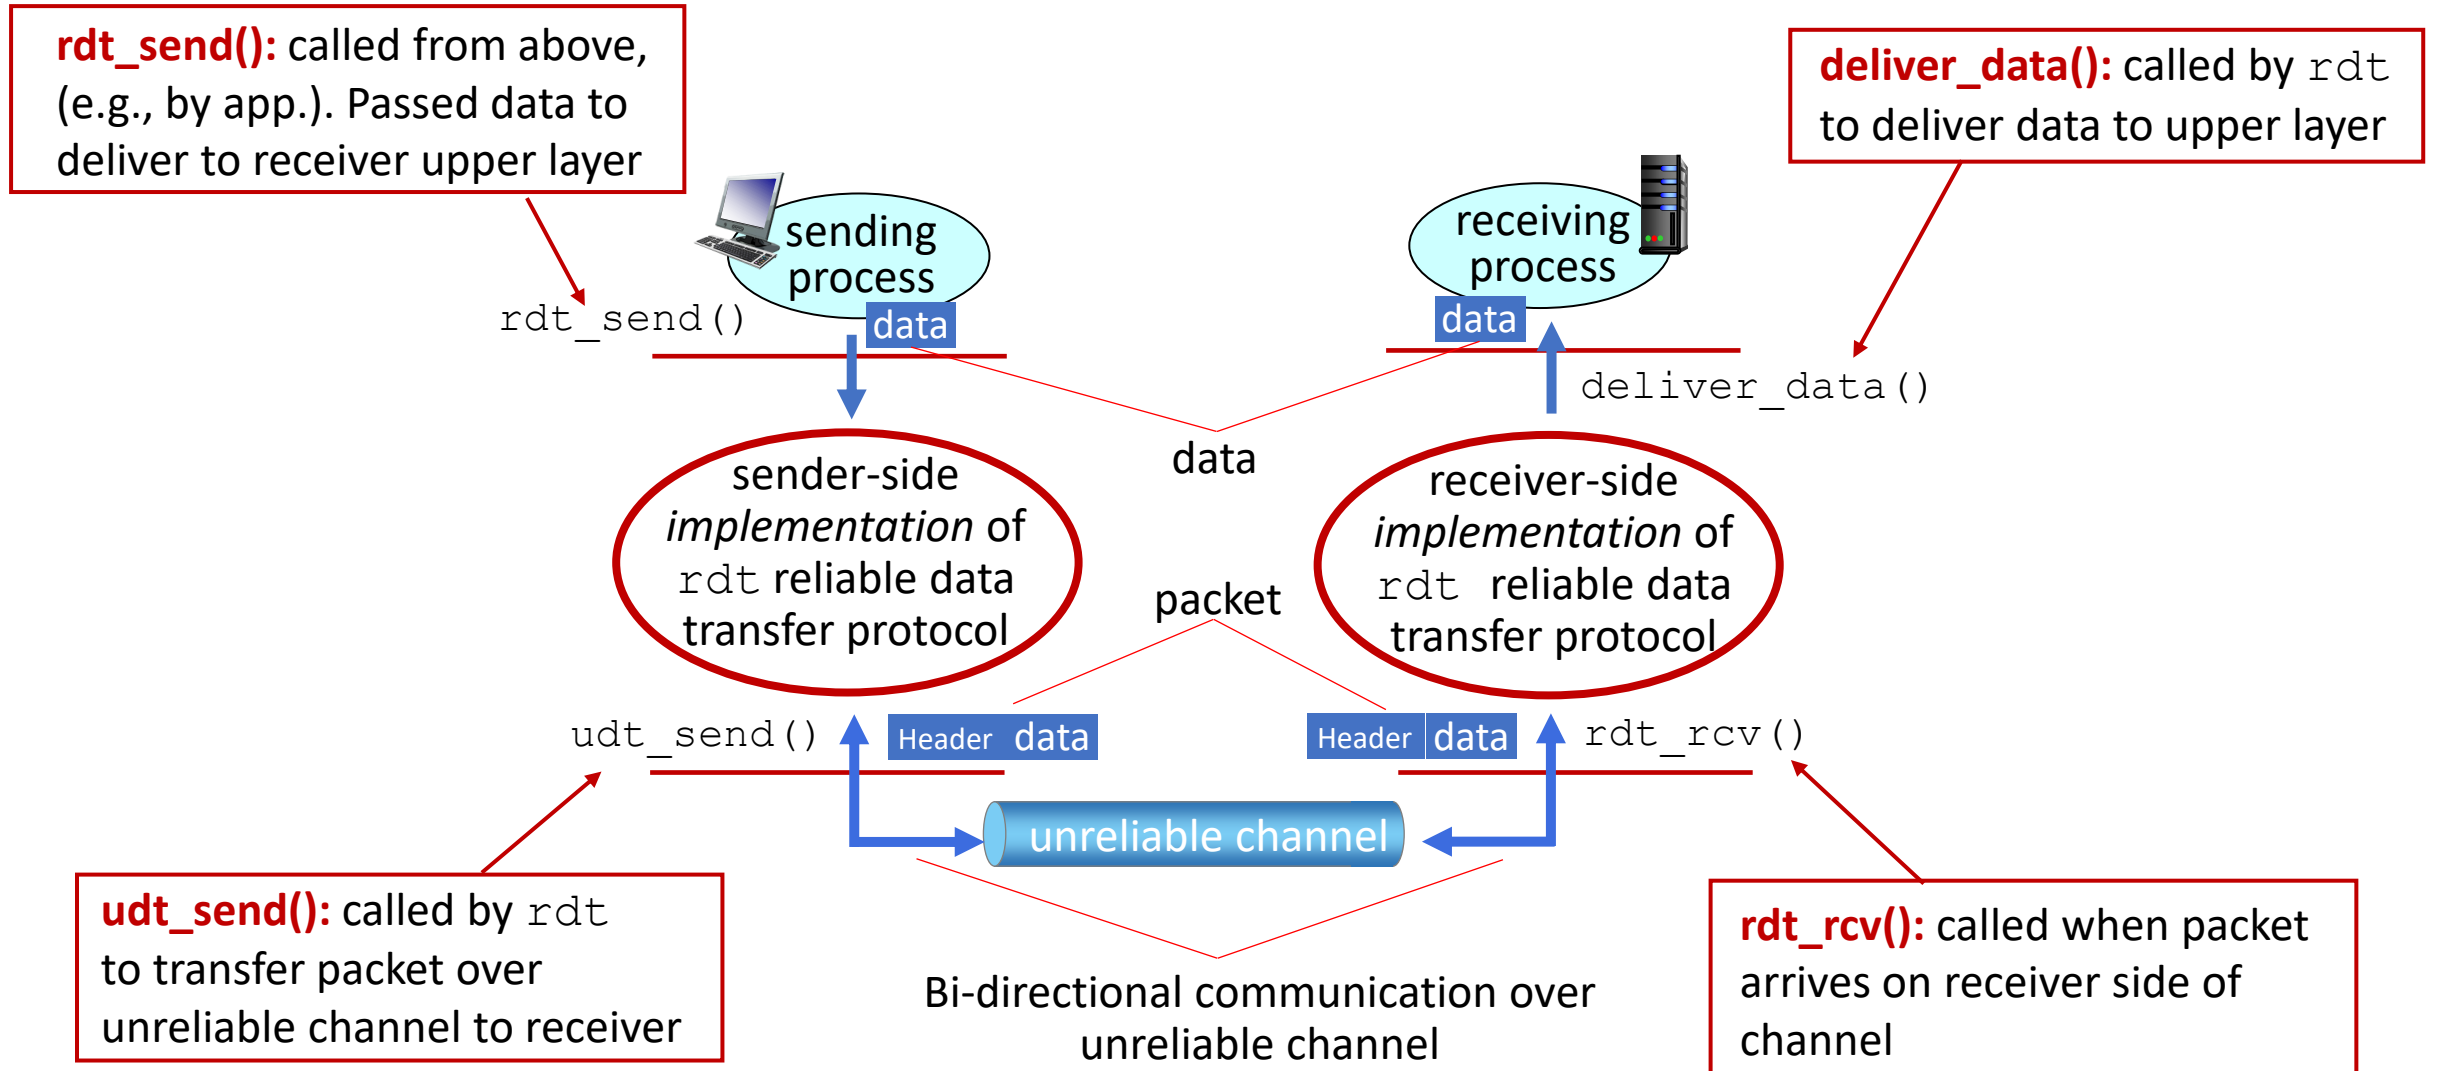 rdt_send(): called from above,
(e.g., by app.). Passed data to
deliver to receiver upper layer
deliver_data(): called by rdt
to deliver data to upper layer
sending
process
receiving
process
rdt_send()
data
data
deliver_data()
data
sender-side
implementation of
rdt reliable data
transfer protocol
receiver-side
implementation of
rdt reliable data
transfer protocol
packet
udt_send()
Header data
Header data
rdt_rcv()
unreliable channel
udt_send(): called by rdt
to transfer packet over
unreliable channel to receiver
Bi-directional communication over
unreliable channel
rdt_rcv(): called when packet
arrives on receiver side of
channel